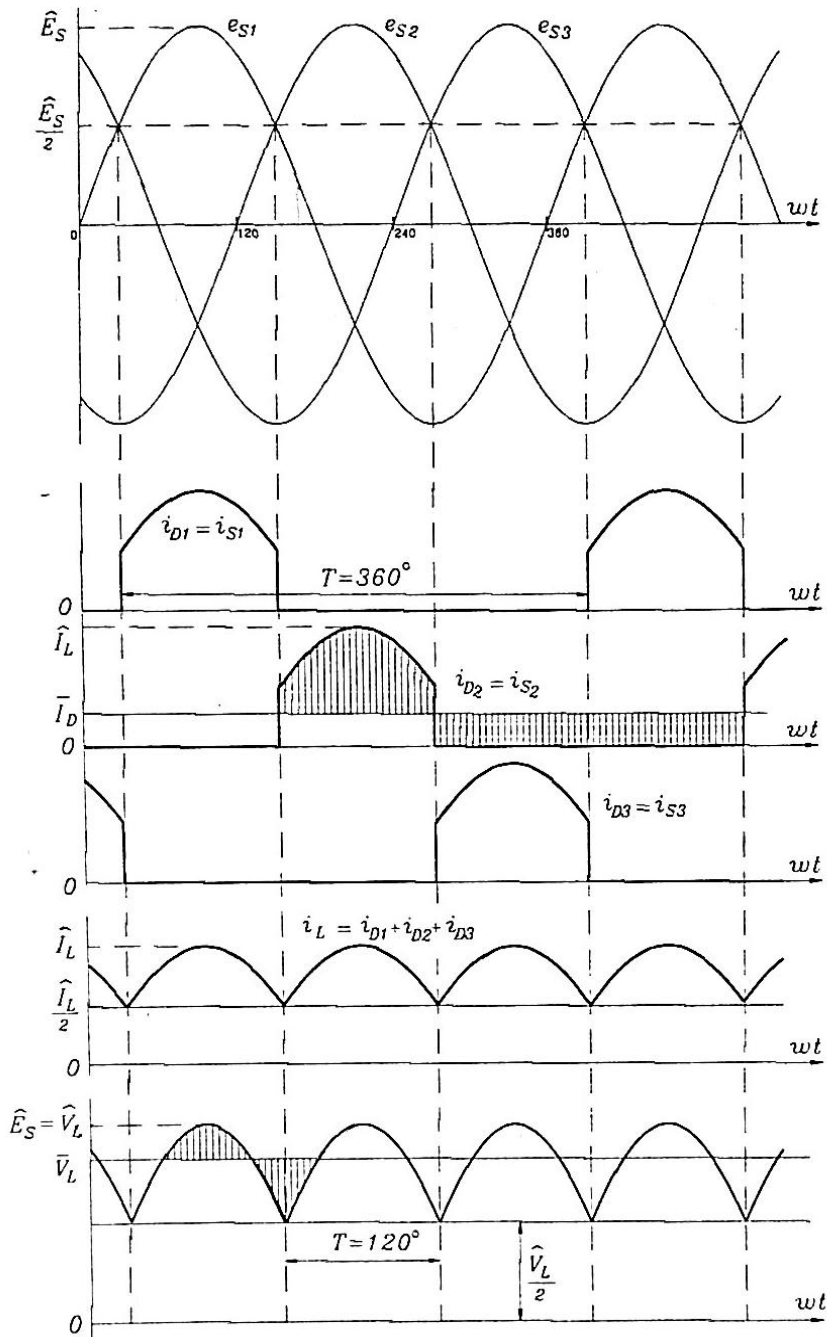 Ê_S e_S1 e_S2 e_S3
Ê_S/2
0 120 240 360 wt
i_D1 = i_S1
T=360°
0 wt
Î_L
i_D2 = i_S2
Ī_D
0 wt
i_D3 = i_S3
0 wt
Î_L i_L = i_D1+i_D2+i_D3
Î_L/2
0 wt
Ê_S = V̂_L
V̄_L
T=120° V̂_L/2
0 wt